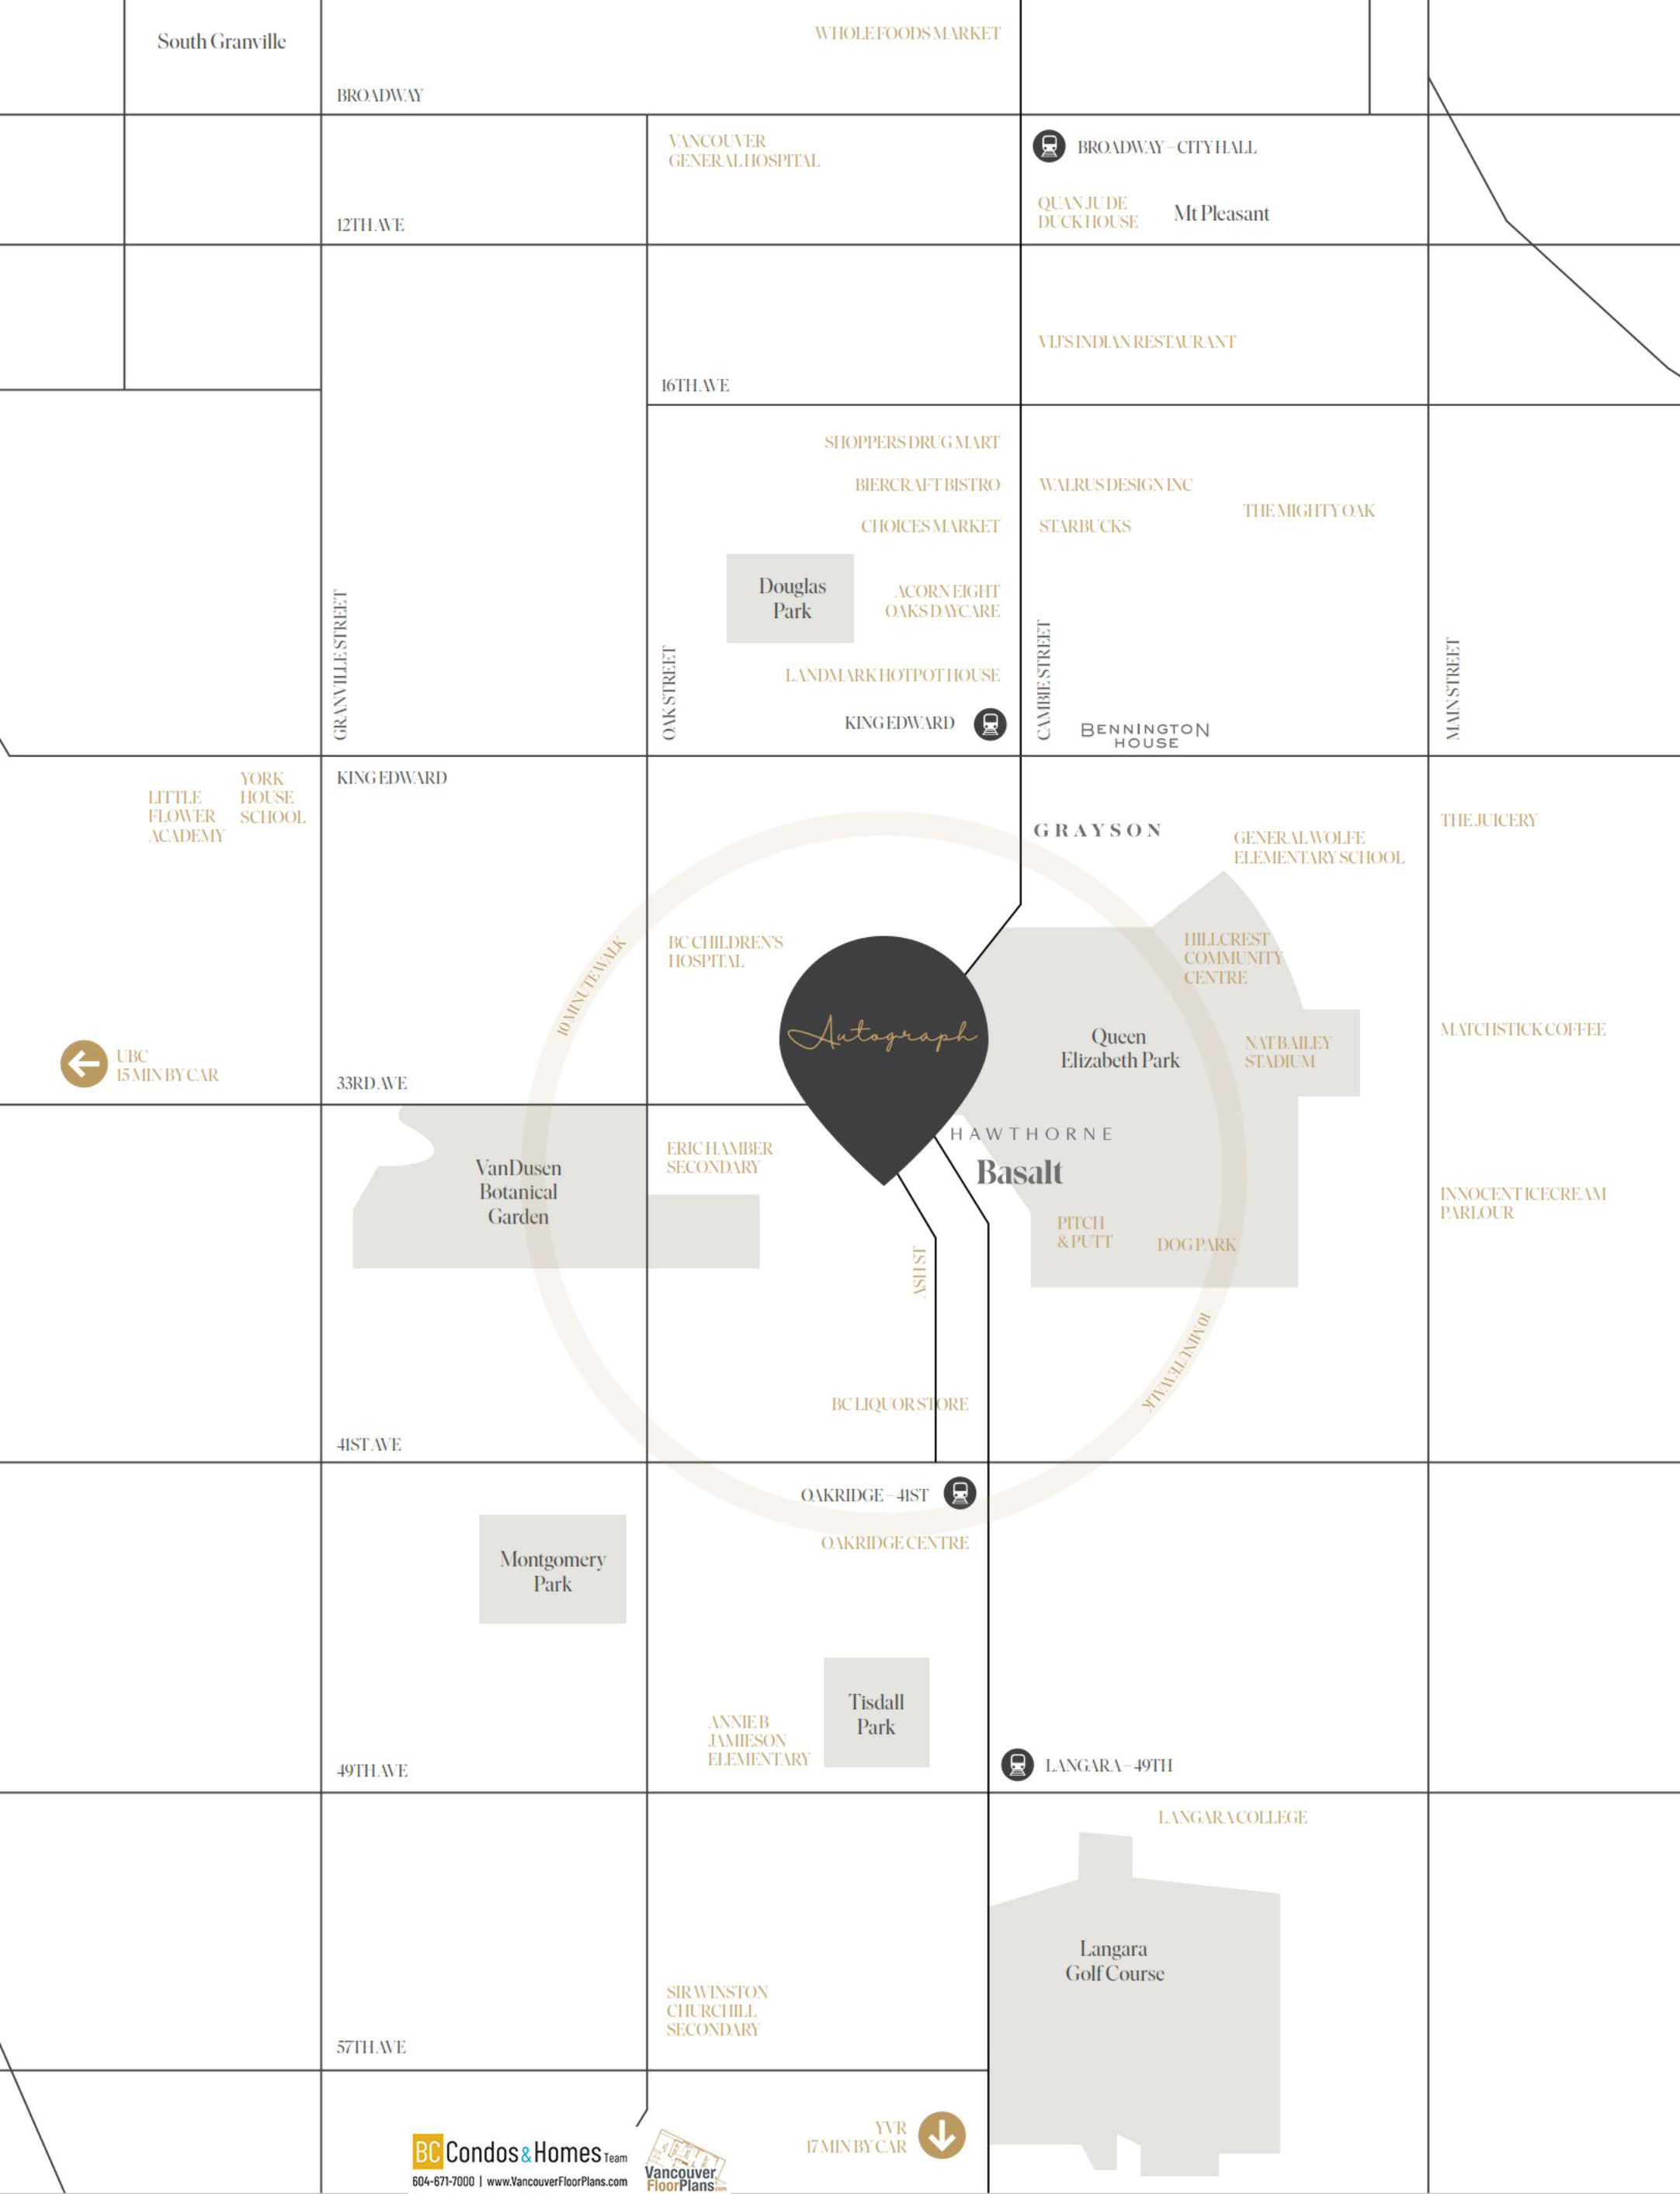 South Granville
WHOLE FOODS MARKET
BROADWAY
VANCOUVER
GENERAL HOSPITAL
BROADWAY – CITY HALL
QUAN JU DE
DUCK HOUSE
Mt Pleasant
12TH AVE
VIJ'S INDIAN RESTAURANT
16TH AVE
SHOPPERS DRUG MART
BIERCRAFT BISTRO
WALRUS DESIGN INC
THE MIGHTY OAK
CHOICES MARKET
STARBUCKS
Douglas
Park
ACORN EIGHT
OAKS DAYCARE
GRANVILLE STREET
OAK STREET
CAMBIE STREET
MAIN STREET
LANDMARK HOTPOT HOUSE
KING EDWARD
BENNINGTON
HOUSE
LITTLE
FLOWER
ACADEMY
YORK
HOUSE
SCHOOL
KING EDWARD
GRAYSON
GENERAL WOLFE
ELEMENTARY SCHOOL
THE JUICERY
10 MINUTE WALK
BC CHILDREN'S
HOSPITAL
HILLCREST
COMMUNITY
CENTRE
Autograph
Queen
Elizabeth Park
NAT BAILEY
STADIUM
MATCHSTICK COFFEE
UBC
15 MIN BY CAR
33RD AVE
HAWTHORNE
Basalt
VanDusen
Botanical
Garden
ERIC HAMBER
SECONDARY
INNOCENT ICECREAM
PARLOUR
PITCH
& PUTT
DOG PARK
ASH ST
10 MINUTE WALK
BC LIQUOR STORE
41ST AVE
OAKRIDGE – 41ST
OAKRIDGE CENTRE
Montgomery
Park
Tisdall
Park
ANNIE B
JAMIESON
ELEMENTARY
49TH AVE
LANGARA – 49TH
LANGARA COLLEGE
Langara
Golf Course
SIR WINSTON
CHURCHILL
SECONDARY
57TH AVE
YVR
17 MIN BY CAR
BC Condos & Homes Team
604-671-7000 | www.VancouverFloorPlans.com
Vancouver
FloorPlans.com